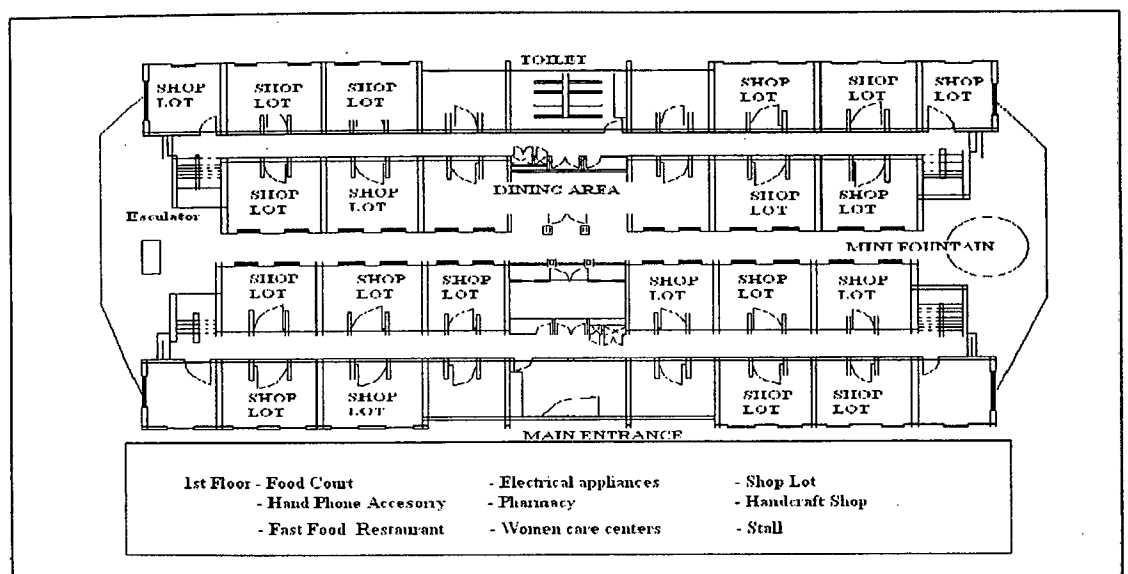 TOILET
SHOP
LOT
SHOP
LOT
SHOP
LOT
SHOP
LOT
SHOP
LOT
SHOP
LOT
DINING AREA
SHOP
LOT
SHOP
LOT
SHOP
LOT
SHOP
LOT
Esculator
MINI FOUNTAIN
SHOP
LOT
SHOP
LOT
SHOP
LOT
SHOP
LOT
SHOP
LOT
SHOP
LOT
SHOP
LOT
SHOP
LOT
SHOP
LOT
SHOP
LOT
MAIN ENTRANCE
1st Floor - Food Court - Electrical appliances - Shop Lot
- Hand Phone Accesorry - Pharmacy - Handcraft Shop
- Fast Food Restaurant - Women care centers - Stall